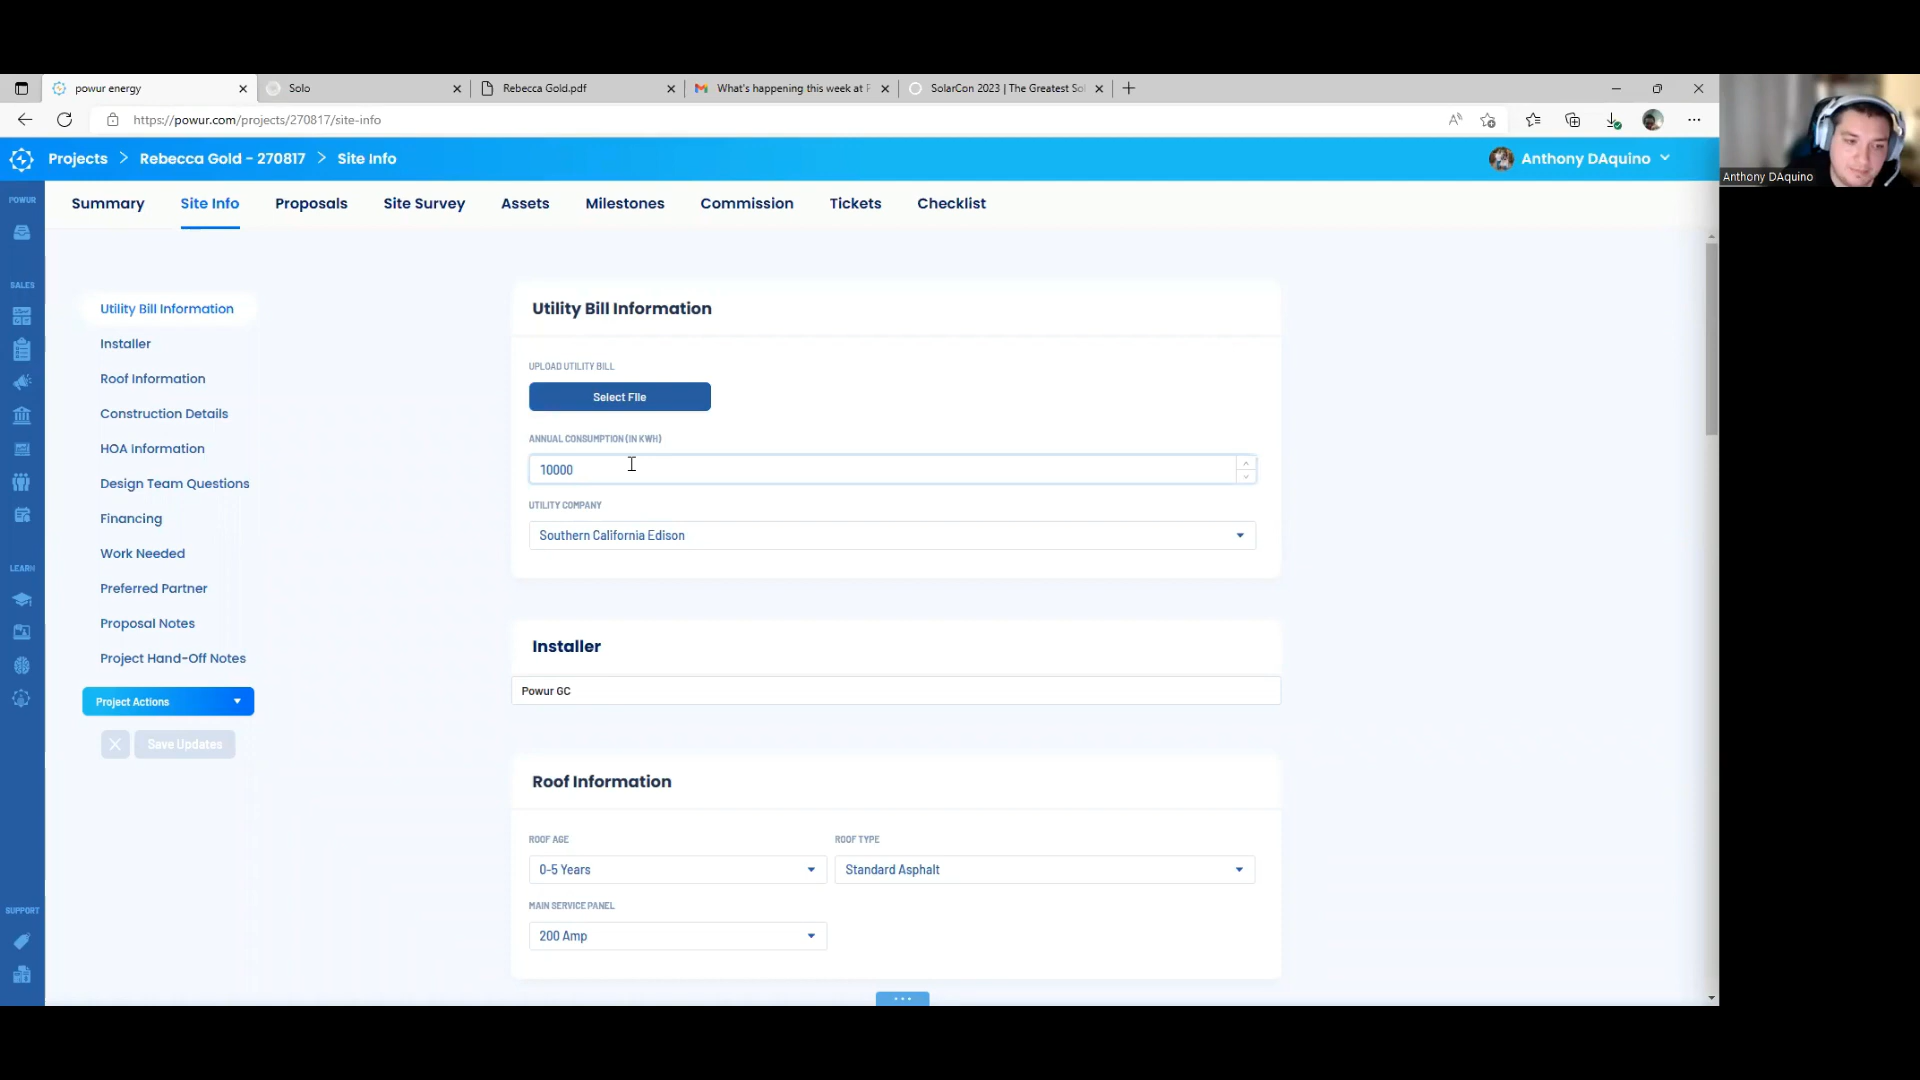 powur energy
Solo
Rebecca Gold.pdf
What's happening this week at P
SolarCon 2023 | The Greatest Sol
https://powur.com/projects/270817/site-info
Projects > Rebecca Gold - 270817 > Site Info
Anthony DAquino
Anthony DAquino
POWUR
Summary
Site Info
Proposals
Site Survey
Assets
Milestones
Commission
Tickets
Checklist
SALES
LEARN
SUPPORT
Utility Bill Information
Installer
Roof Information
Construction Details
HOA Information
Design Team Questions
Financing
Work Needed
Preferred Partner
Proposal Notes
Project Hand-Off Notes
Project Actions
Save Updates
Utility Bill Information
UPLOAD UTILITY BILL
Select File
ANNUAL CONSUMPTION (IN KWH)
10000
UTILITY COMPANY
Southern California Edison
Installer
Powur GC
Roof Information
ROOF AGE
ROOF TYPE
0-5 Years
Standard Asphalt
MAIN SERVICE PANEL
200 Amp